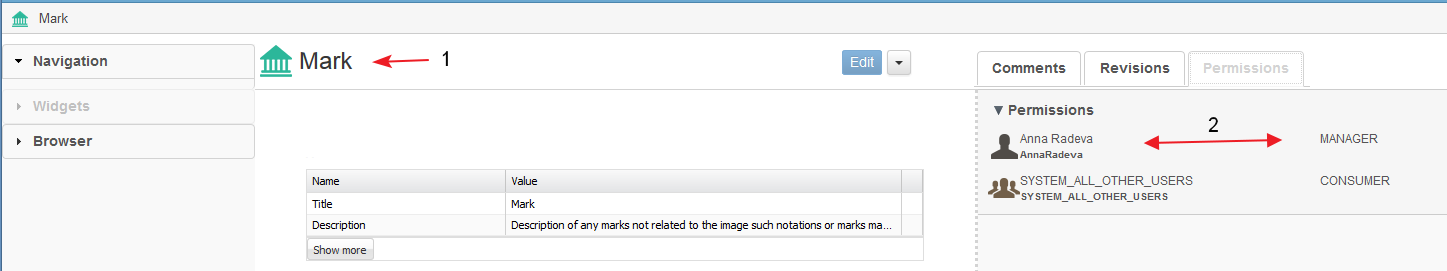 Mark
Navigation
Widgets
Browser
Mark
1
Edit
Name Value
Title Mark
Description Description of any marks not related to the image such notations or marks ma...
Show more
Comments Revisions Permissions
Permissions
Anna Radeva 2 MANAGER
AnnaRadeva
SYSTEM_ALL_OTHER_USERS CONSUMER
SYSTEM_ALL_OTHER_USERS